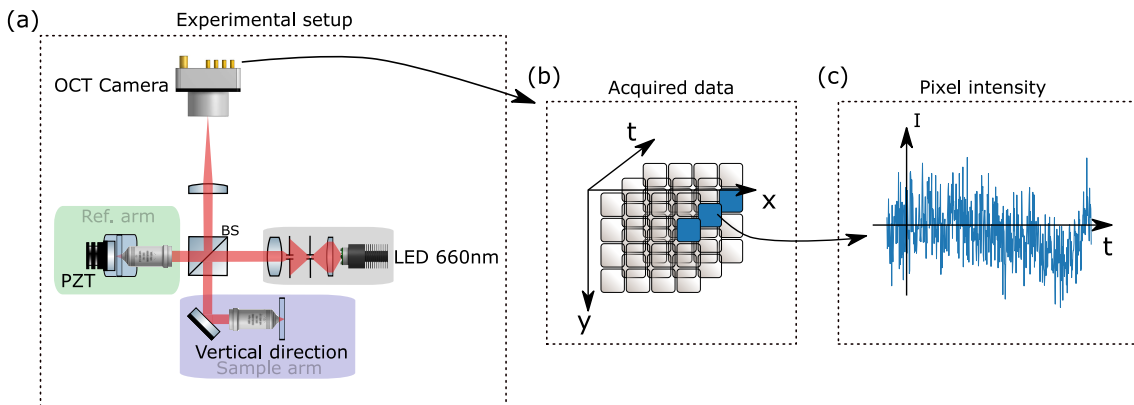 (a)
Experimental setup
OCT Camera
Ref. arm
PZT
BS
LED 660nm
Vertical direction
Sample arm
(b)
Acquired data
t
x
y
(c)
Pixel intensity
I
t